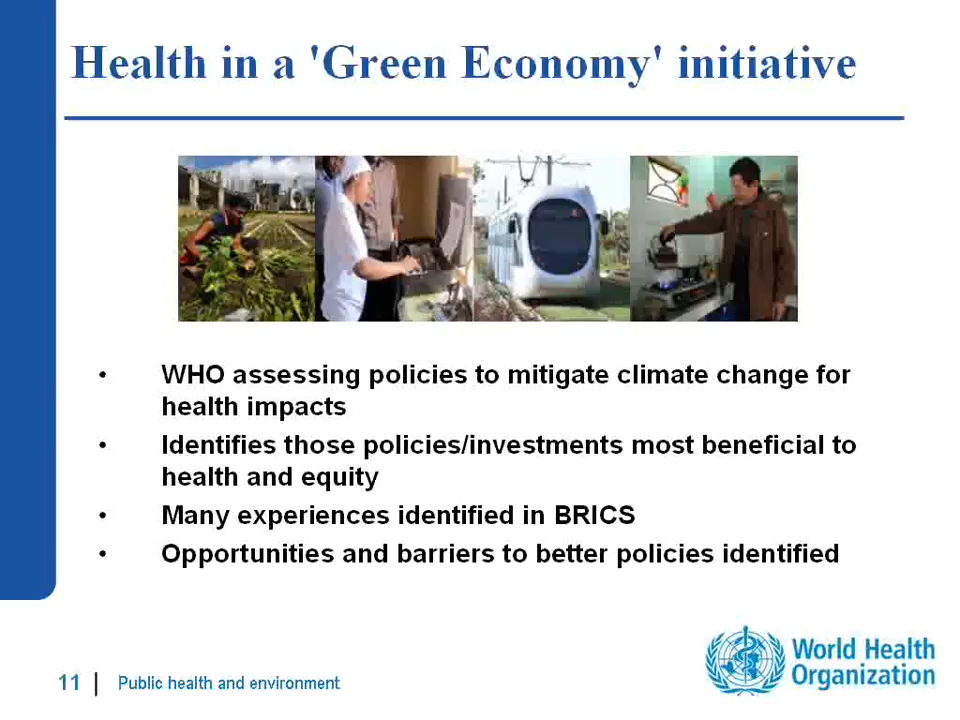 Health in a 'Green Economy' initiative
• WHO assessing policies to mitigate climate change for
health impacts
• Identifies those policies/investments most beneficial to
health and equity
• Many experiences identified in BRICS
• Opportunities and barriers to better policies identified
World Health
Organization
11 | Public health and environment